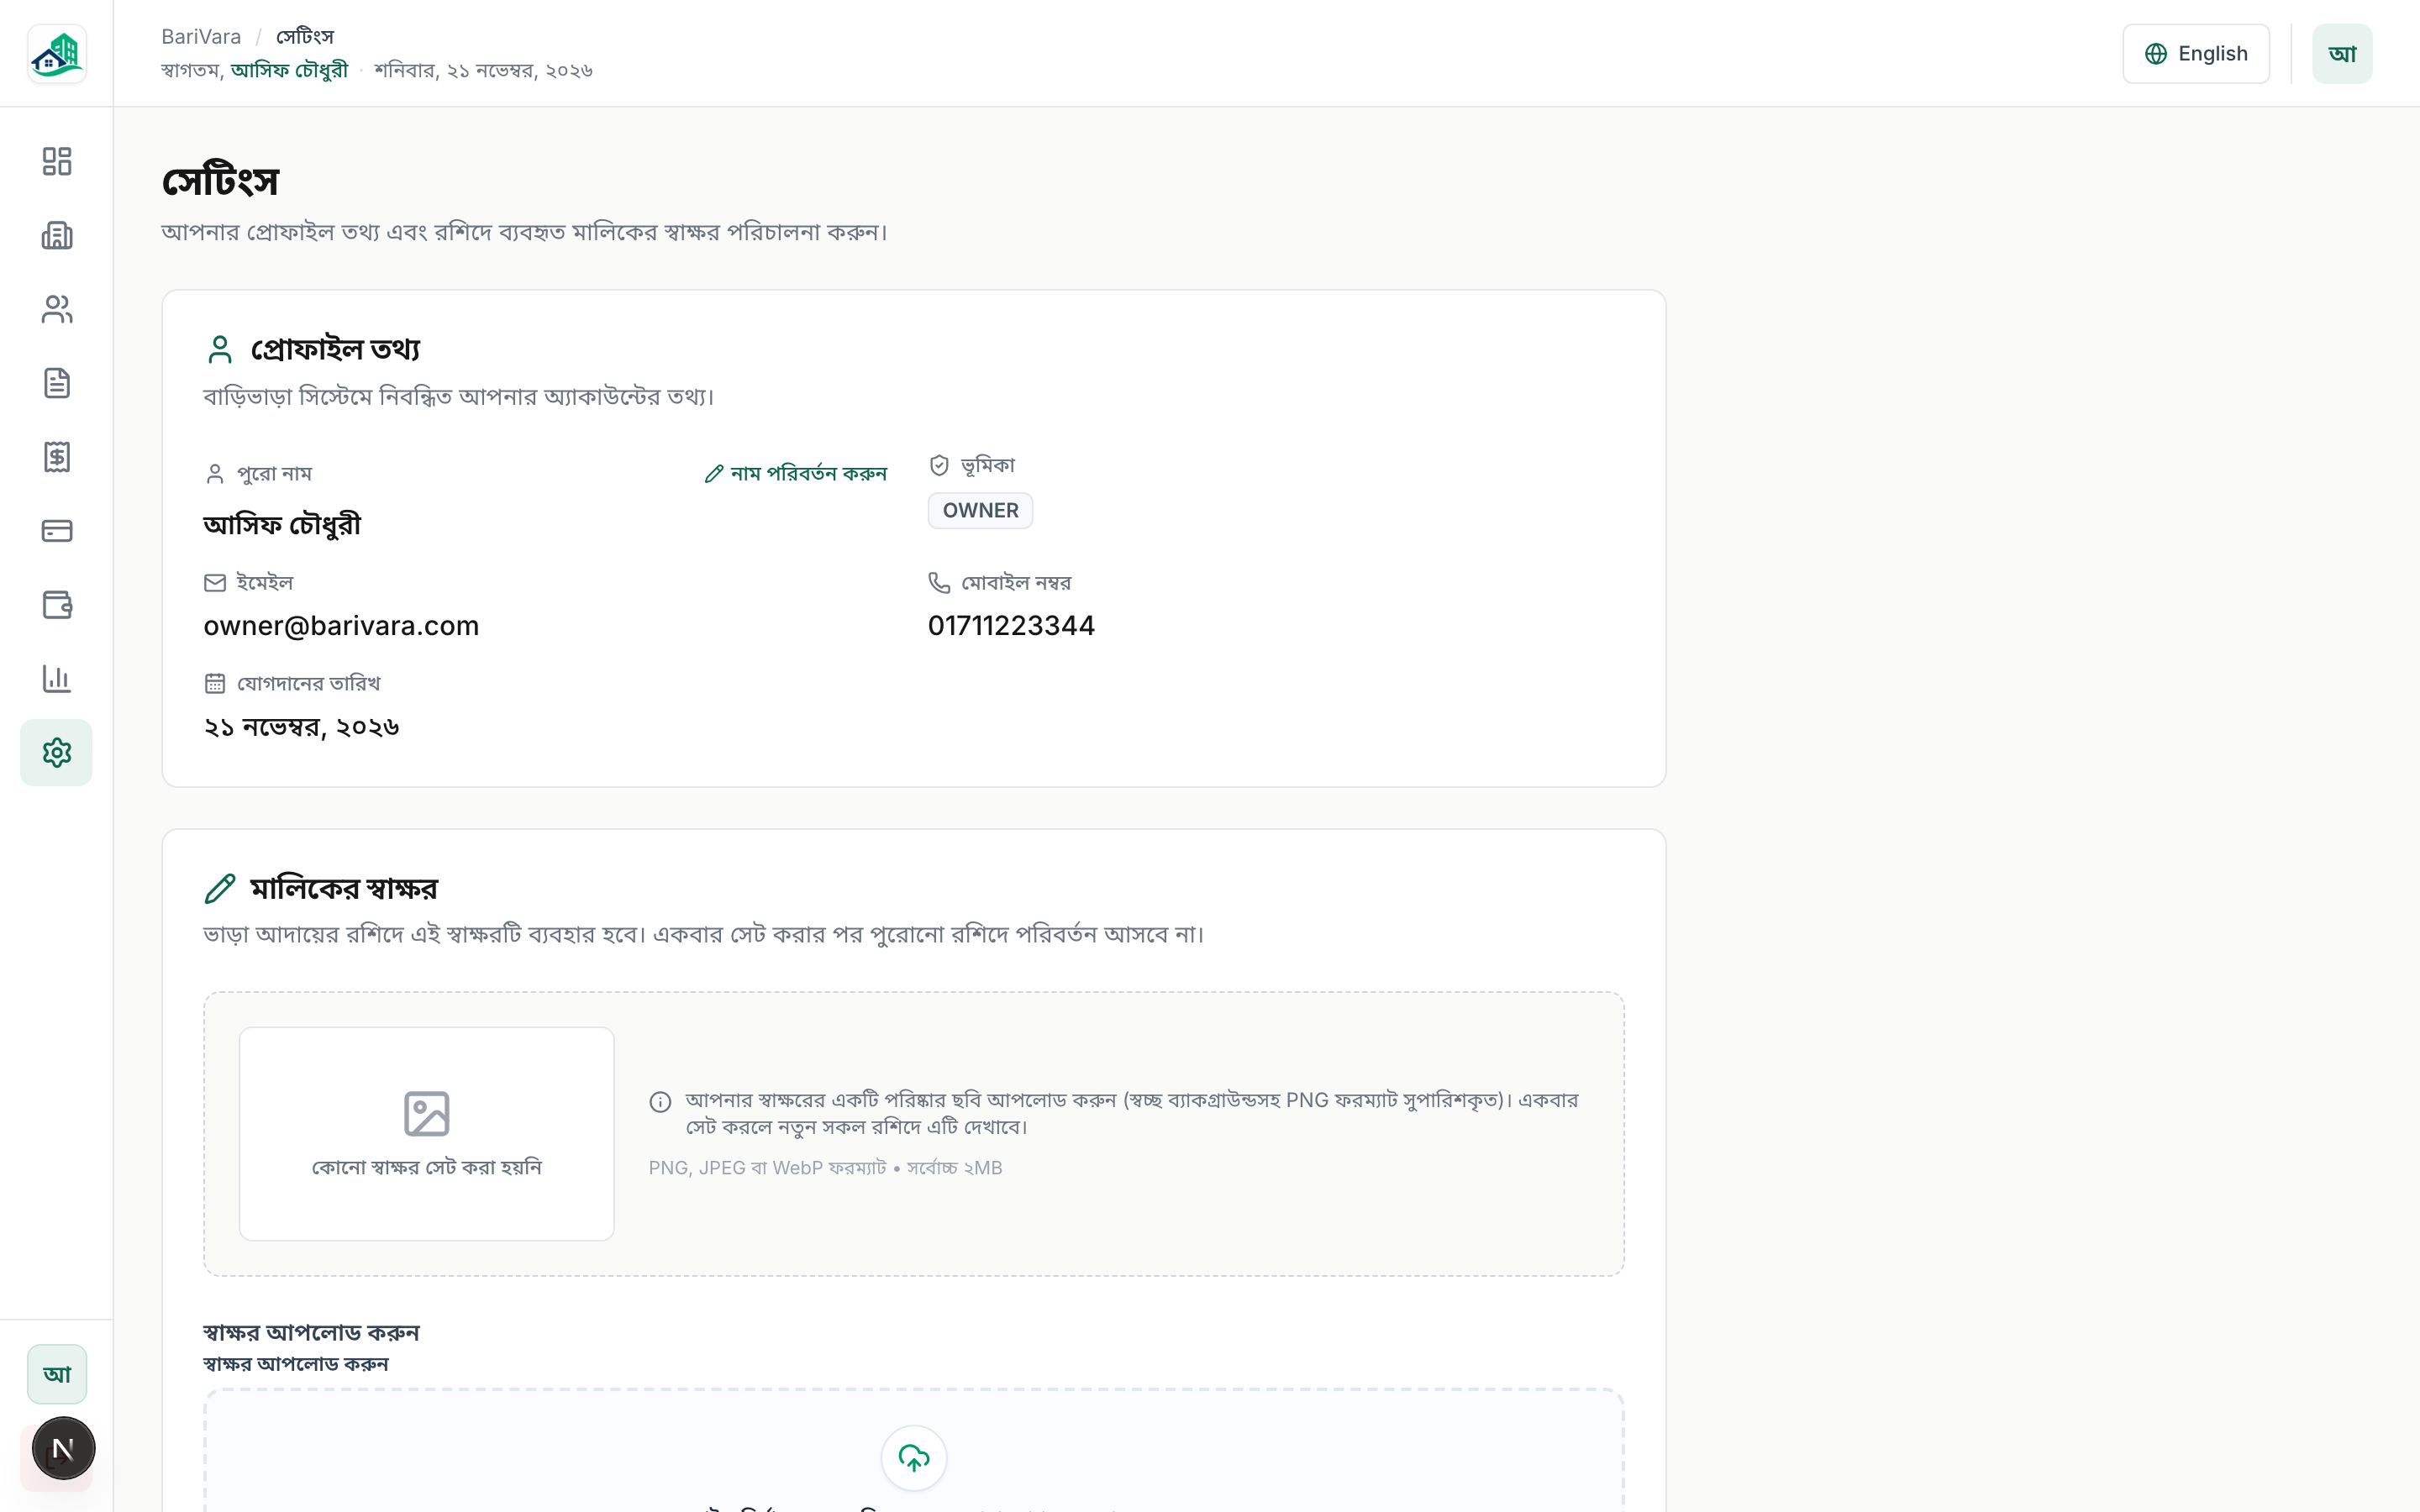 BariVara / সেটিংস
স্বাগতম, আসিফ চৌধুরী · শনিবার, ২১ নভেম্বর, ২০২৬
English
আ
সেটিংস
আপনার প্রোফাইল তথ্য এবং রশিদে ব্যবহৃত মালিকের স্বাক্ষর পরিচালনা করুন।
প্রোফাইল তথ্য
বাড়িভাড়া সিস্টেমে নিবন্ধিত আপনার অ্যাকাউন্টের তথ্য।
পুরো নাম
নাম পরিবর্তন করুন
আসিফ চৌধুরী
ভূমিকা
OWNER
ইমেইল
owner@barivara.com
মোবাইল নম্বর
01711223344
যোগদানের তারিখ
২১ নভেম্বর, ২০২৬
মালিকের স্বাক্ষর
ভাড়া আদায়ের রশিদে এই স্বাক্ষরটি ব্যবহার হবে। একবার সেট করার পর পুরোনো রশিদে পরিবর্তন আসবে না।
কোনো স্বাক্ষর সেট করা হয়নি
আপনার স্বাক্ষরের একটি পরিষ্কার ছবি আপলোড করুন (স্বচ্ছ ব্যাকগ্রাউন্ডসহ PNG ফরম্যাট সুপারিশকৃত)। একবার
সেট করলে নতুন সকল রশিদে এটি দেখাবে।
PNG, JPEG বা WebP ফরম্যাট • সর্বোচ্চ ২MB
স্বাক্ষর আপলোড করুন
স্বাক্ষর আপলোড করুন
আ
N